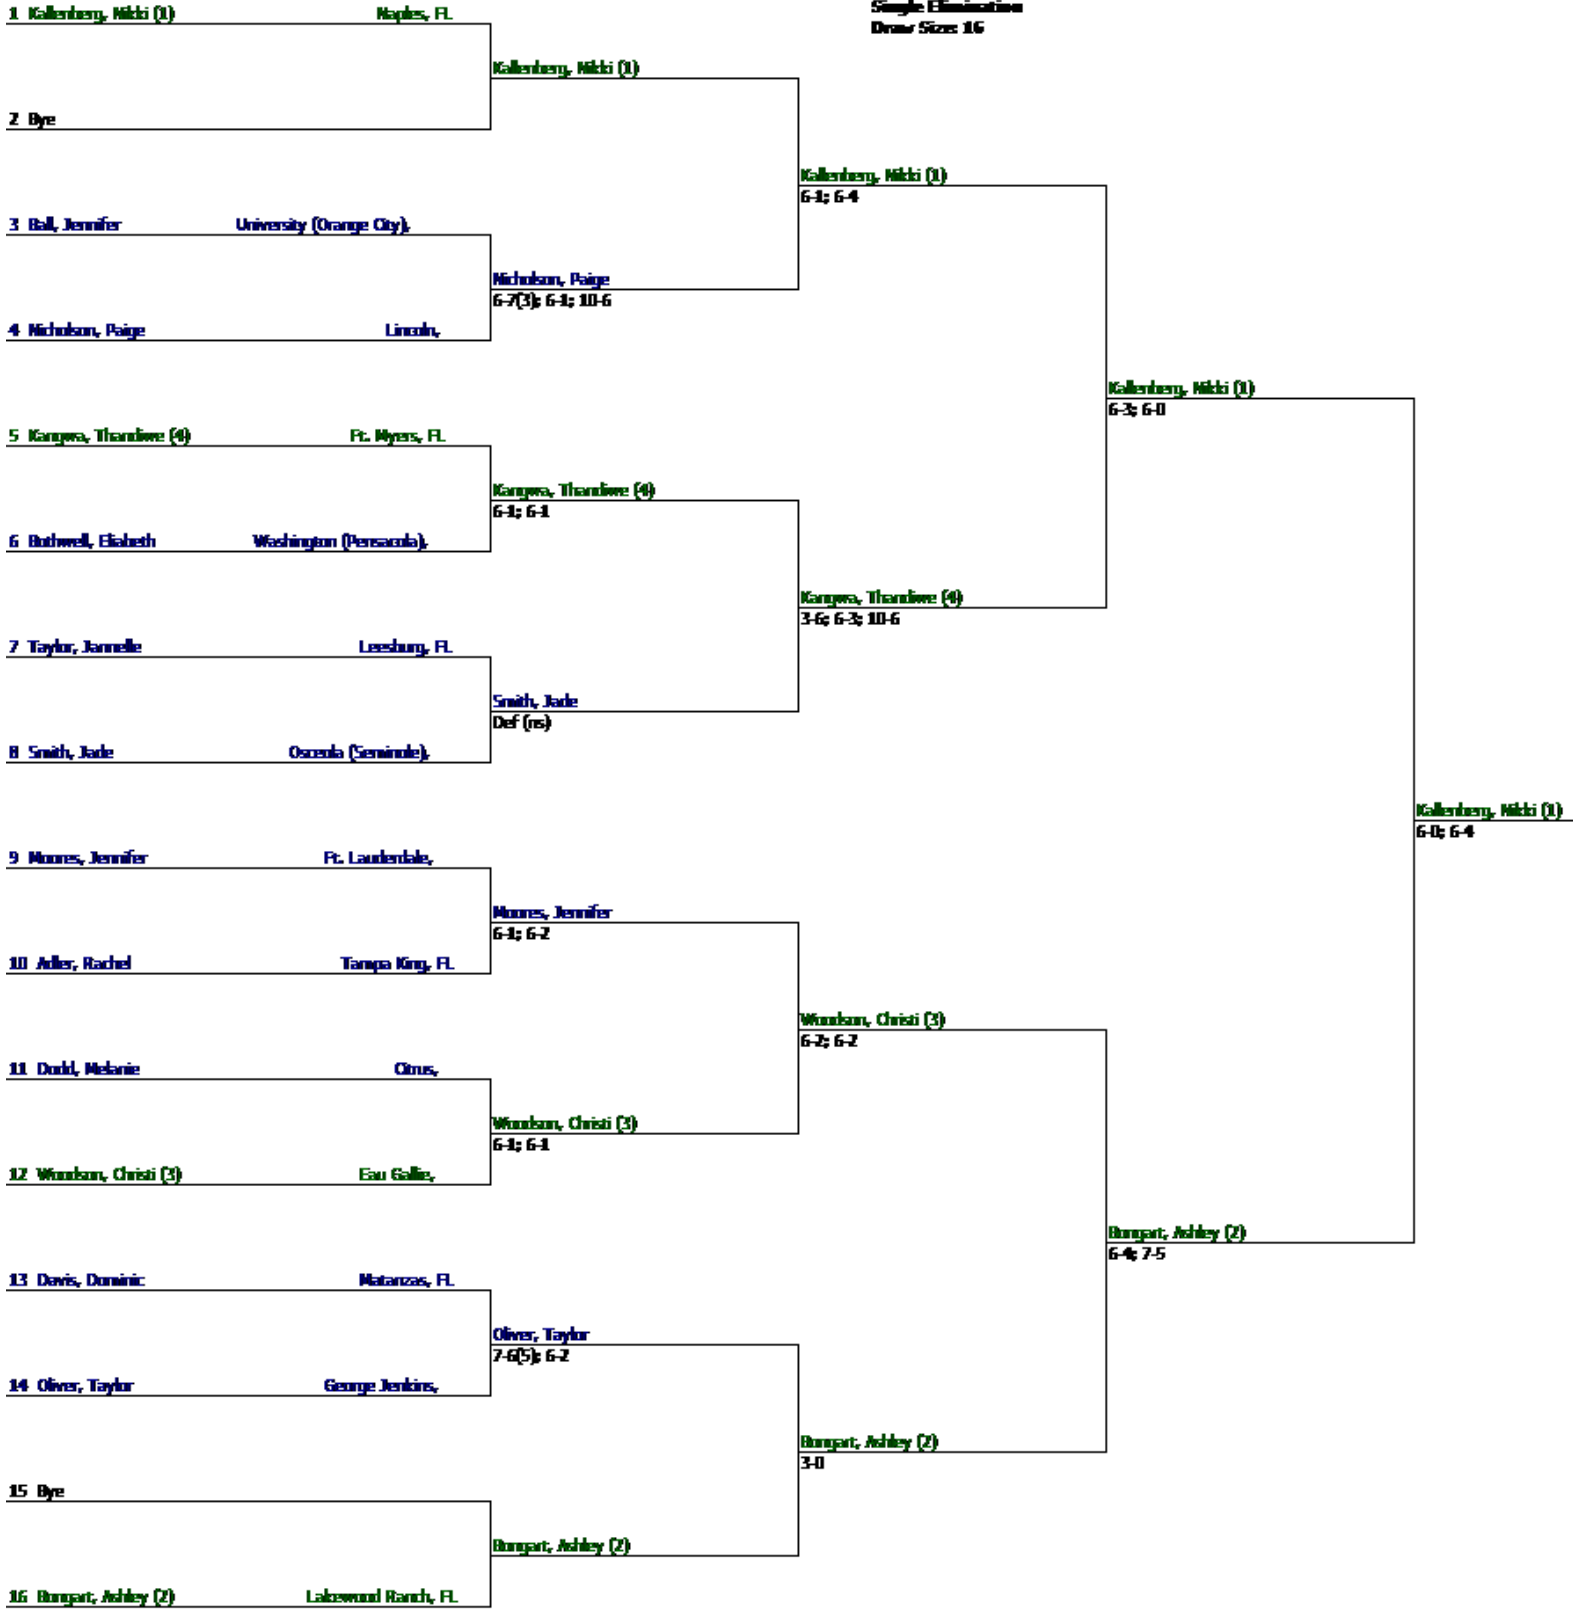 Single Elimination
Draw Size: 16
1 Kallenberg, Nikki (1) Naples, FL
Kallenberg, Nikki (1)
2 Bye
Kallenberg, Nikki (1)
6-1; 6-4
3 Ball, Jennifer University (Orange City),
Nicholson, Paige
6-7(3); 6-1; 10-6
4 Nicholson, Paige Lincoln,
Kallenberg, Nikki (1)
6-3; 6-0
5 Kangwa, Thandiwe (4) Ft. Myers, FL
Kangwa, Thandiwe (4)
6-1; 6-1
6 Bothwell, Eliabeth Washington (Pensacola),
Kangwa, Thandiwe (4)
3-6; 6-3; 10-6
7 Taylor, Jannelle Leesburg, FL
Smith, Jade
Def (ns)
8 Smith, Jade Osceola (Seminole),
Kallenberg, Nikki (1)
6-0; 6-4
9 Moores, Jennifer Ft. Lauderdale,
Moores, Jennifer
6-1; 6-2
10 Adler, Rachel Tampa King, FL
Woodson, Christi (3)
6-2; 6-2
11 Dodd, Melanie Citrus,
Woodson, Christi (3)
6-1; 6-1
12 Woodson, Christi (3) Eau Gallie,
Bongart, Ashley (2)
6-4; 7-5
13 Davis, Dominic Matanzas, FL
Oliver, Taylor
7-6(5); 6-2
14 Oliver, Taylor George Jenkins,
Bongart, Ashley (2)
3-0
15 Bye
Bongart, Ashley (2)
16 Bongart, Ashley (2) Lakewood Ranch, FL